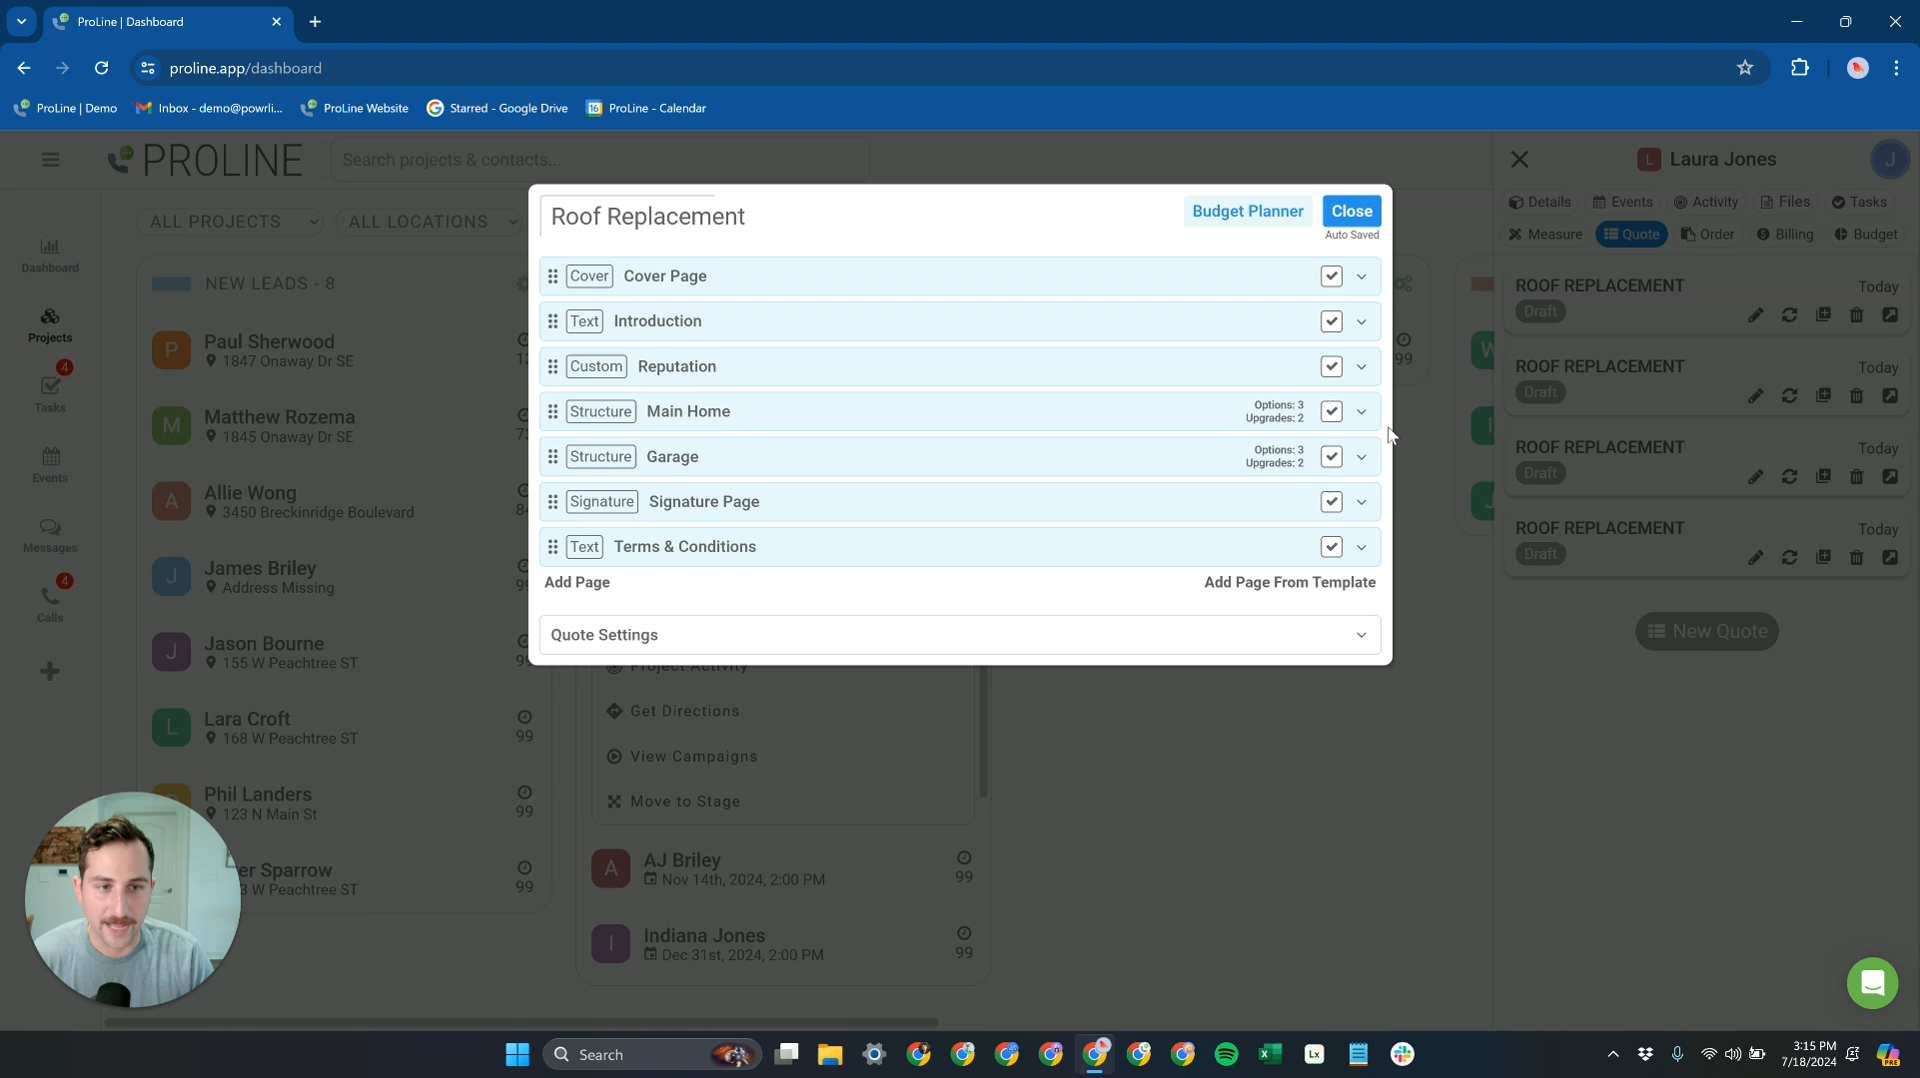 ProLine | Dashboard
proline.app/dashboard
ProLine | Demo
Inbox - demo@powrli...
ProLine Website
Starred - Google Drive
ProLine - Calendar
PROLINE
Search projects & contacts...
L
Laura Jones
J
ALL PROJECTS
ALL LOCATIONS
Details
Events
Activity
Files
Tasks
Measure
Quote
Order
Billing
Budget
Dashboard
Projects
4
Tasks
Events
Messages
4
Calls
NEW LEADS - 8
P
Paul Sherwood
1847 Onaway Dr SE
M
Matthew Rozema
1845 Onaway Dr SE
A
Allie Wong
3450 Breckinridge Boulevard
J
James Briley
Address Missing
J
Jason Bourne
155 W Peachtree ST
L
Lara Croft
168 W Peachtree ST
99
Phil Landers
123 N Main St
99
er Sparrow
3 W Peachtree ST
99
Roof Replacement
Budget Planner
Close
Auto Saved
Cover
Cover Page
Text
Introduction
Custom
Reputation
Structure
Main Home
Options: 3
Upgrades: 2
Structure
Garage
Options: 3
Upgrades: 2
Signature
Signature Page
Text
Terms & Conditions
Add Page
Add Page From Template
Quote Settings
Project Activity
Get Directions
View Campaigns
Move to Stage
A
AJ Briley
Nov 14th, 2024, 2:00 PM
99
I
Indiana Jones
Dec 31st, 2024, 2:00 PM
99
99
ROOF REPLACEMENT
Today
Draft
ROOF REPLACEMENT
Today
Draft
ROOF REPLACEMENT
Today
Draft
ROOF REPLACEMENT
Today
Draft
New Quote
Search
Lx
3:15 PM
7/18/2024
PRE